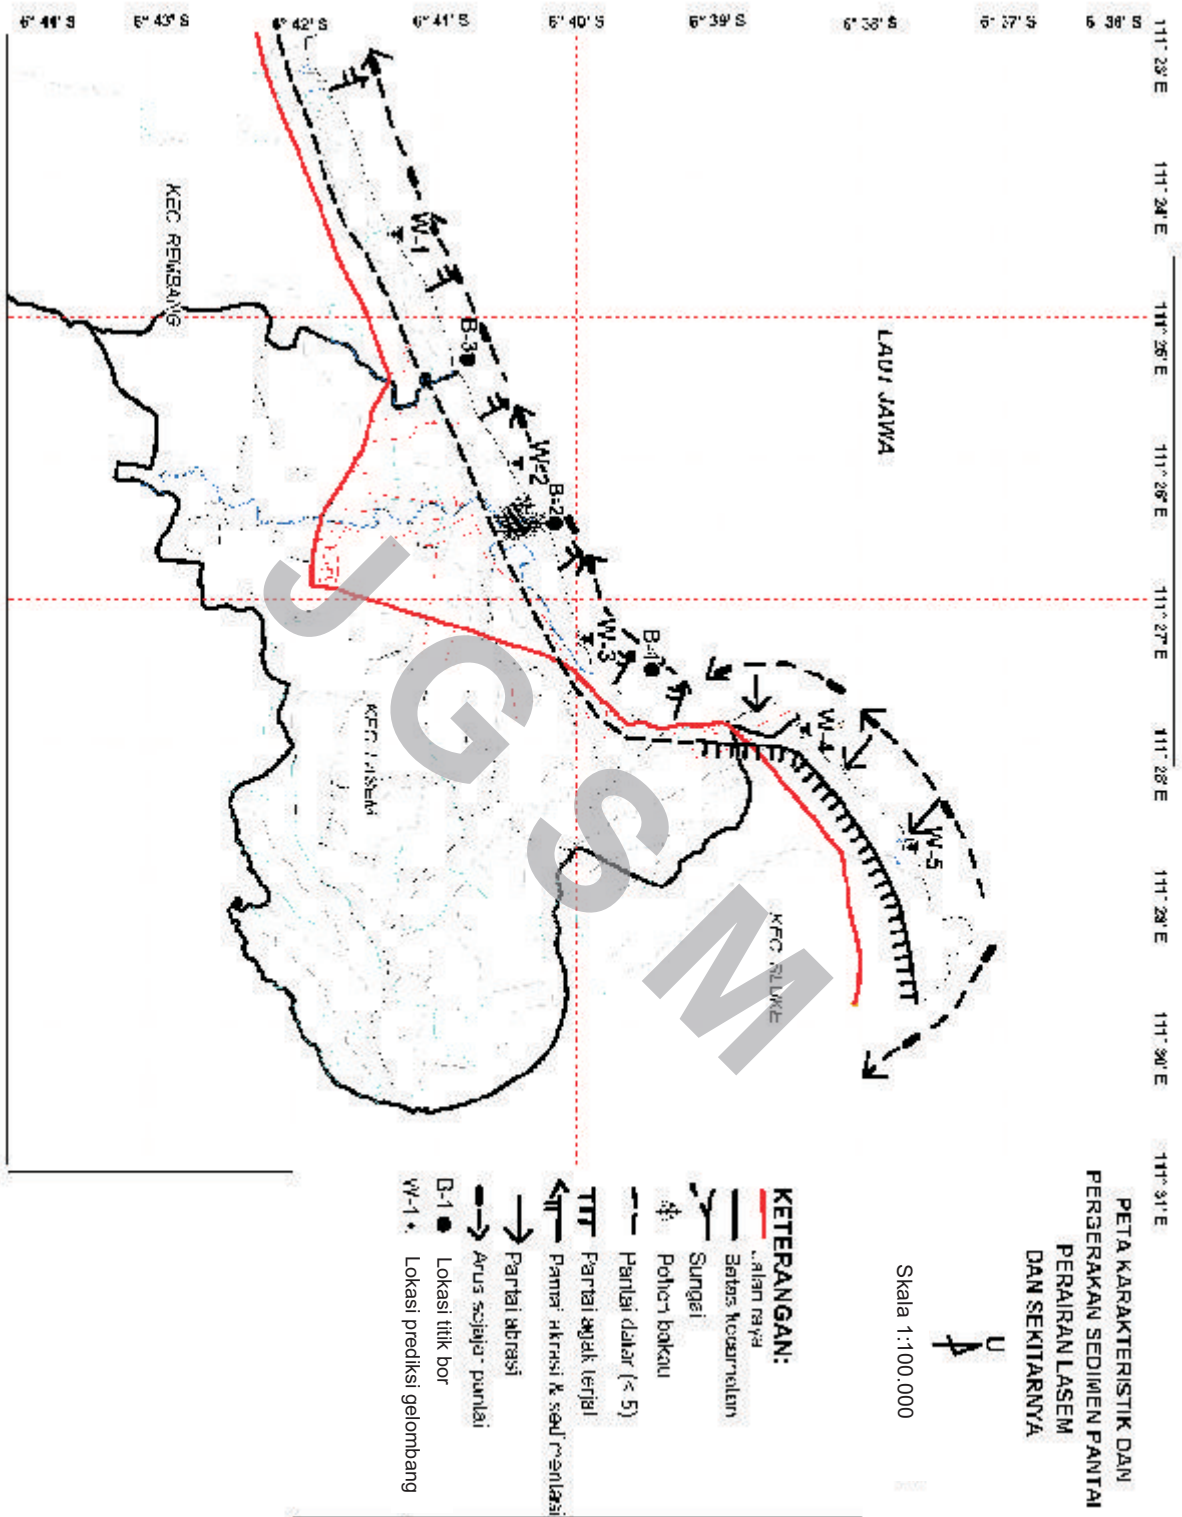 PETA KARAKTERISTIK DAN
PERGERAKAN SEDIMEN PANTAI
PERAIRAN LASEM
DAN SEKITARNYA
U
Skala 1:100.000
KETERANGAN:
Jalan raya
Batas kecamatan
Sungai
Pohon bakau
Pantai datar (< 5)
Pantai agak terjal
Pantai akrasi & sedimentasi
Pantai abrasi
Arus sejajar pantai
B-1 Lokasi titik bor
W-1 Lokasi prediksi gelombang
111° 23' E
111° 24' E
111° 25' E
111° 26' E
111° 27' E
111° 28' E
111° 29' E
111° 30' E
111° 31' E
6° 36' S
6° 37' S
6° 38' S
6° 39' S
6° 40' S
6° 41' S
6° 42' S
6° 43' S
6° 44' S
LAUT JAWA
W-1
B-3
W-2
B-2
W-3
B-1
W-4
W-5
KEC REMBANG
KEC LASEM
KEC SLUKE
JGSM